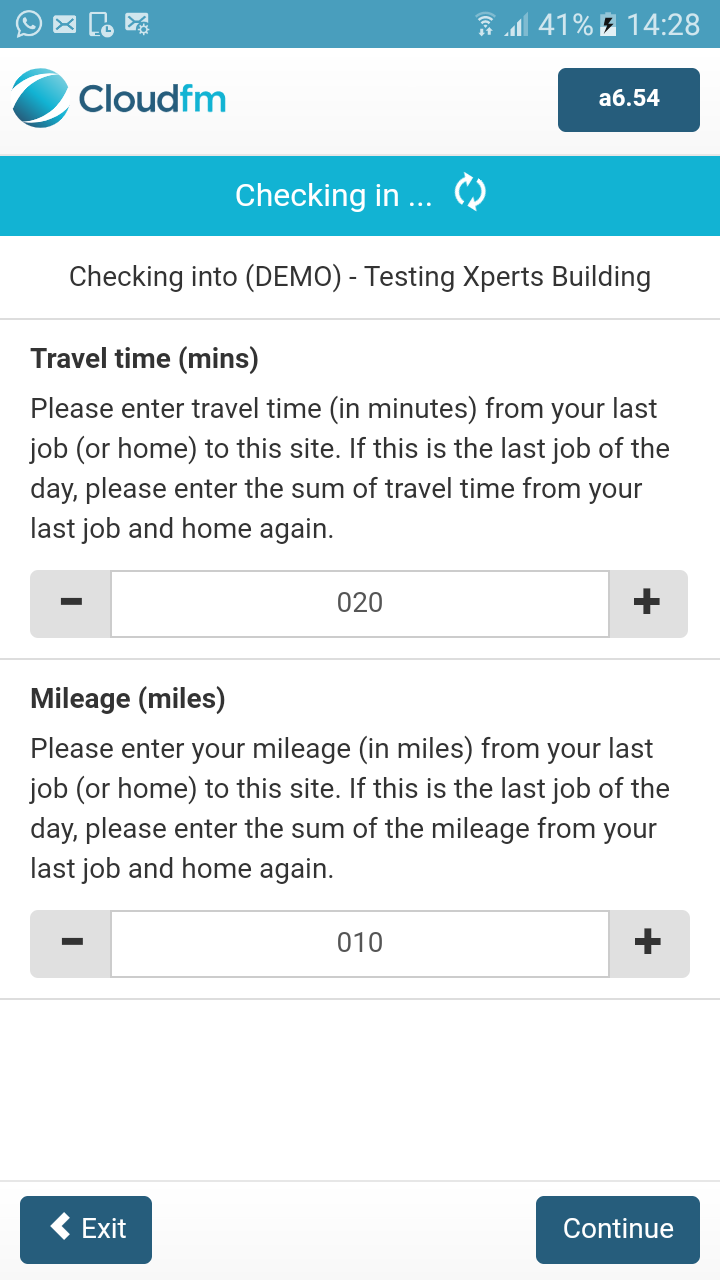 41% 14:28
Cloudfm
a6.54
Checking in ...
Checking into (DEMO) - Testing Xperts Building
Travel time (mins)
Please enter travel time (in minutes) from your last
job (or home) to this site. If this is the last job of the
day, please enter the sum of travel time from your
last job and home again.
020
Mileage (miles)
Please enter your mileage (in miles) from your last
job (or home) to this site. If this is the last job of the
day, please enter the sum of the mileage from your
last job and home again.
010
Exit
Continue